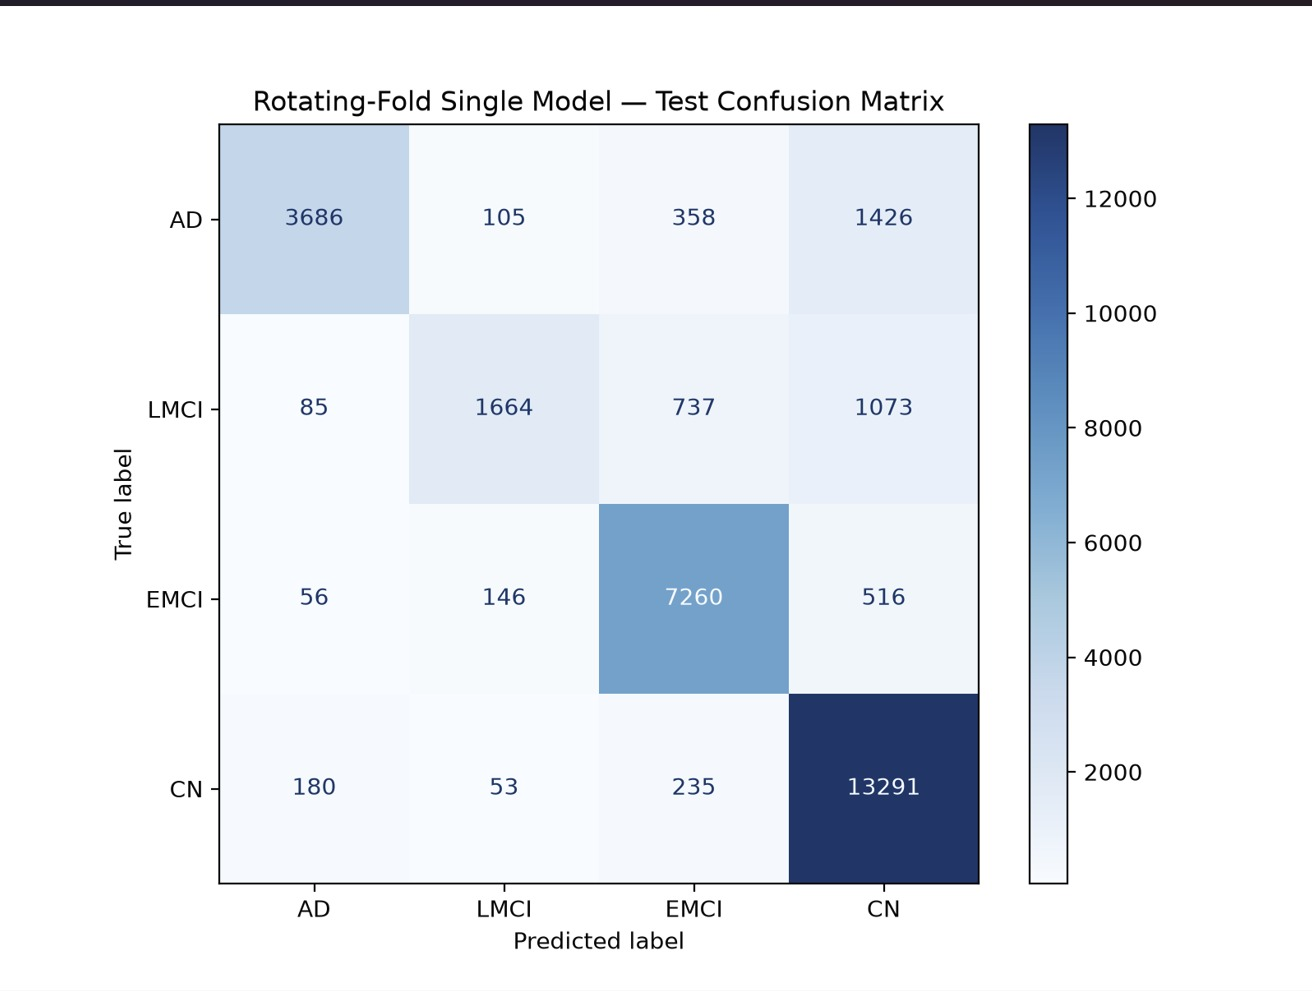 Rotating-Fold Single Model — Test Confusion Matrix
AD 3686 105 358 1426
LMCI 85 1664 737 1073
EMCI 56 146 7260 516
CN 180 53 235 13291
AD LMCI EMCI CN
Predicted label
True label
12000
10000
8000
6000
4000
2000